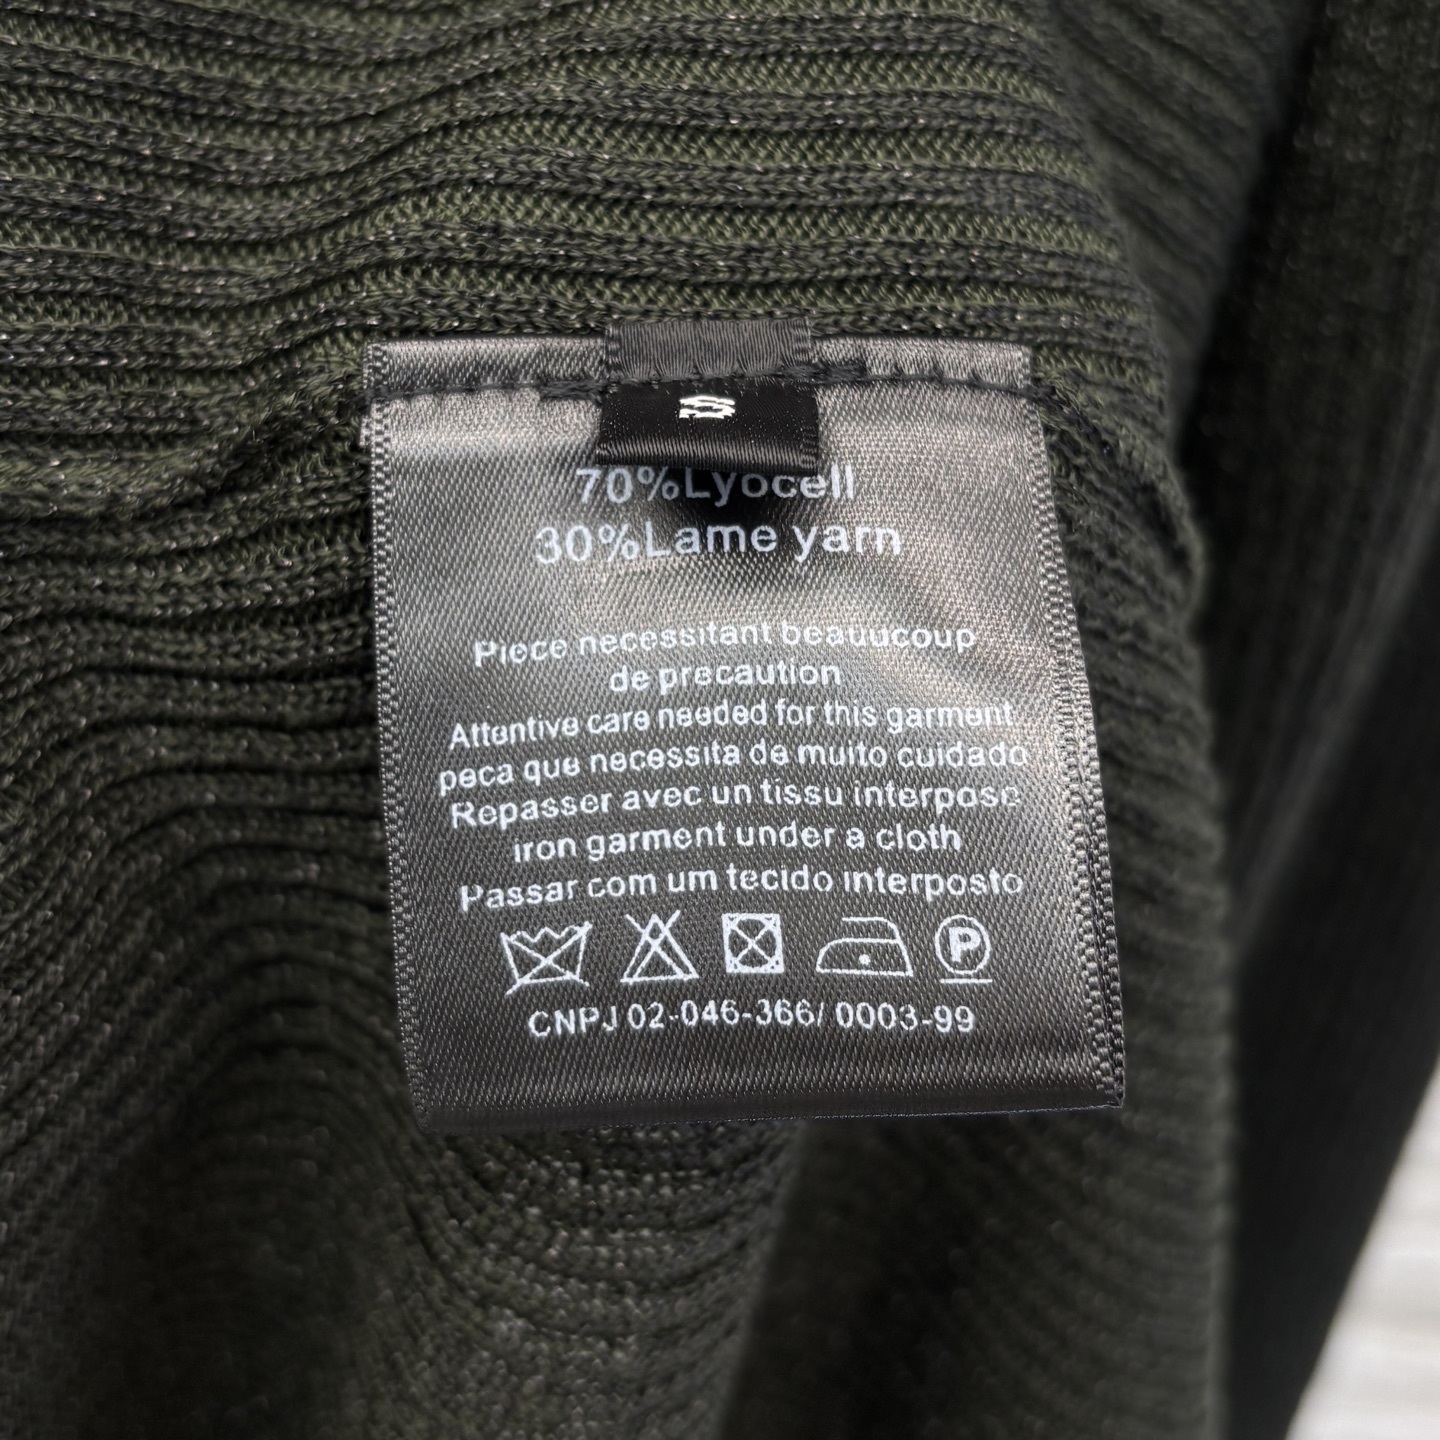 S
70%Lyocell
30%Lame yarn
Piece necessitant beauucoup
de precaution
Attentive care needed for this garment
peca que necessita de muito cuidado
Repasser avec un tissu interpose
iron garment under a cloth
Passar com um tecido interposto
P
CNPJ 02-046-366/ 0003-99